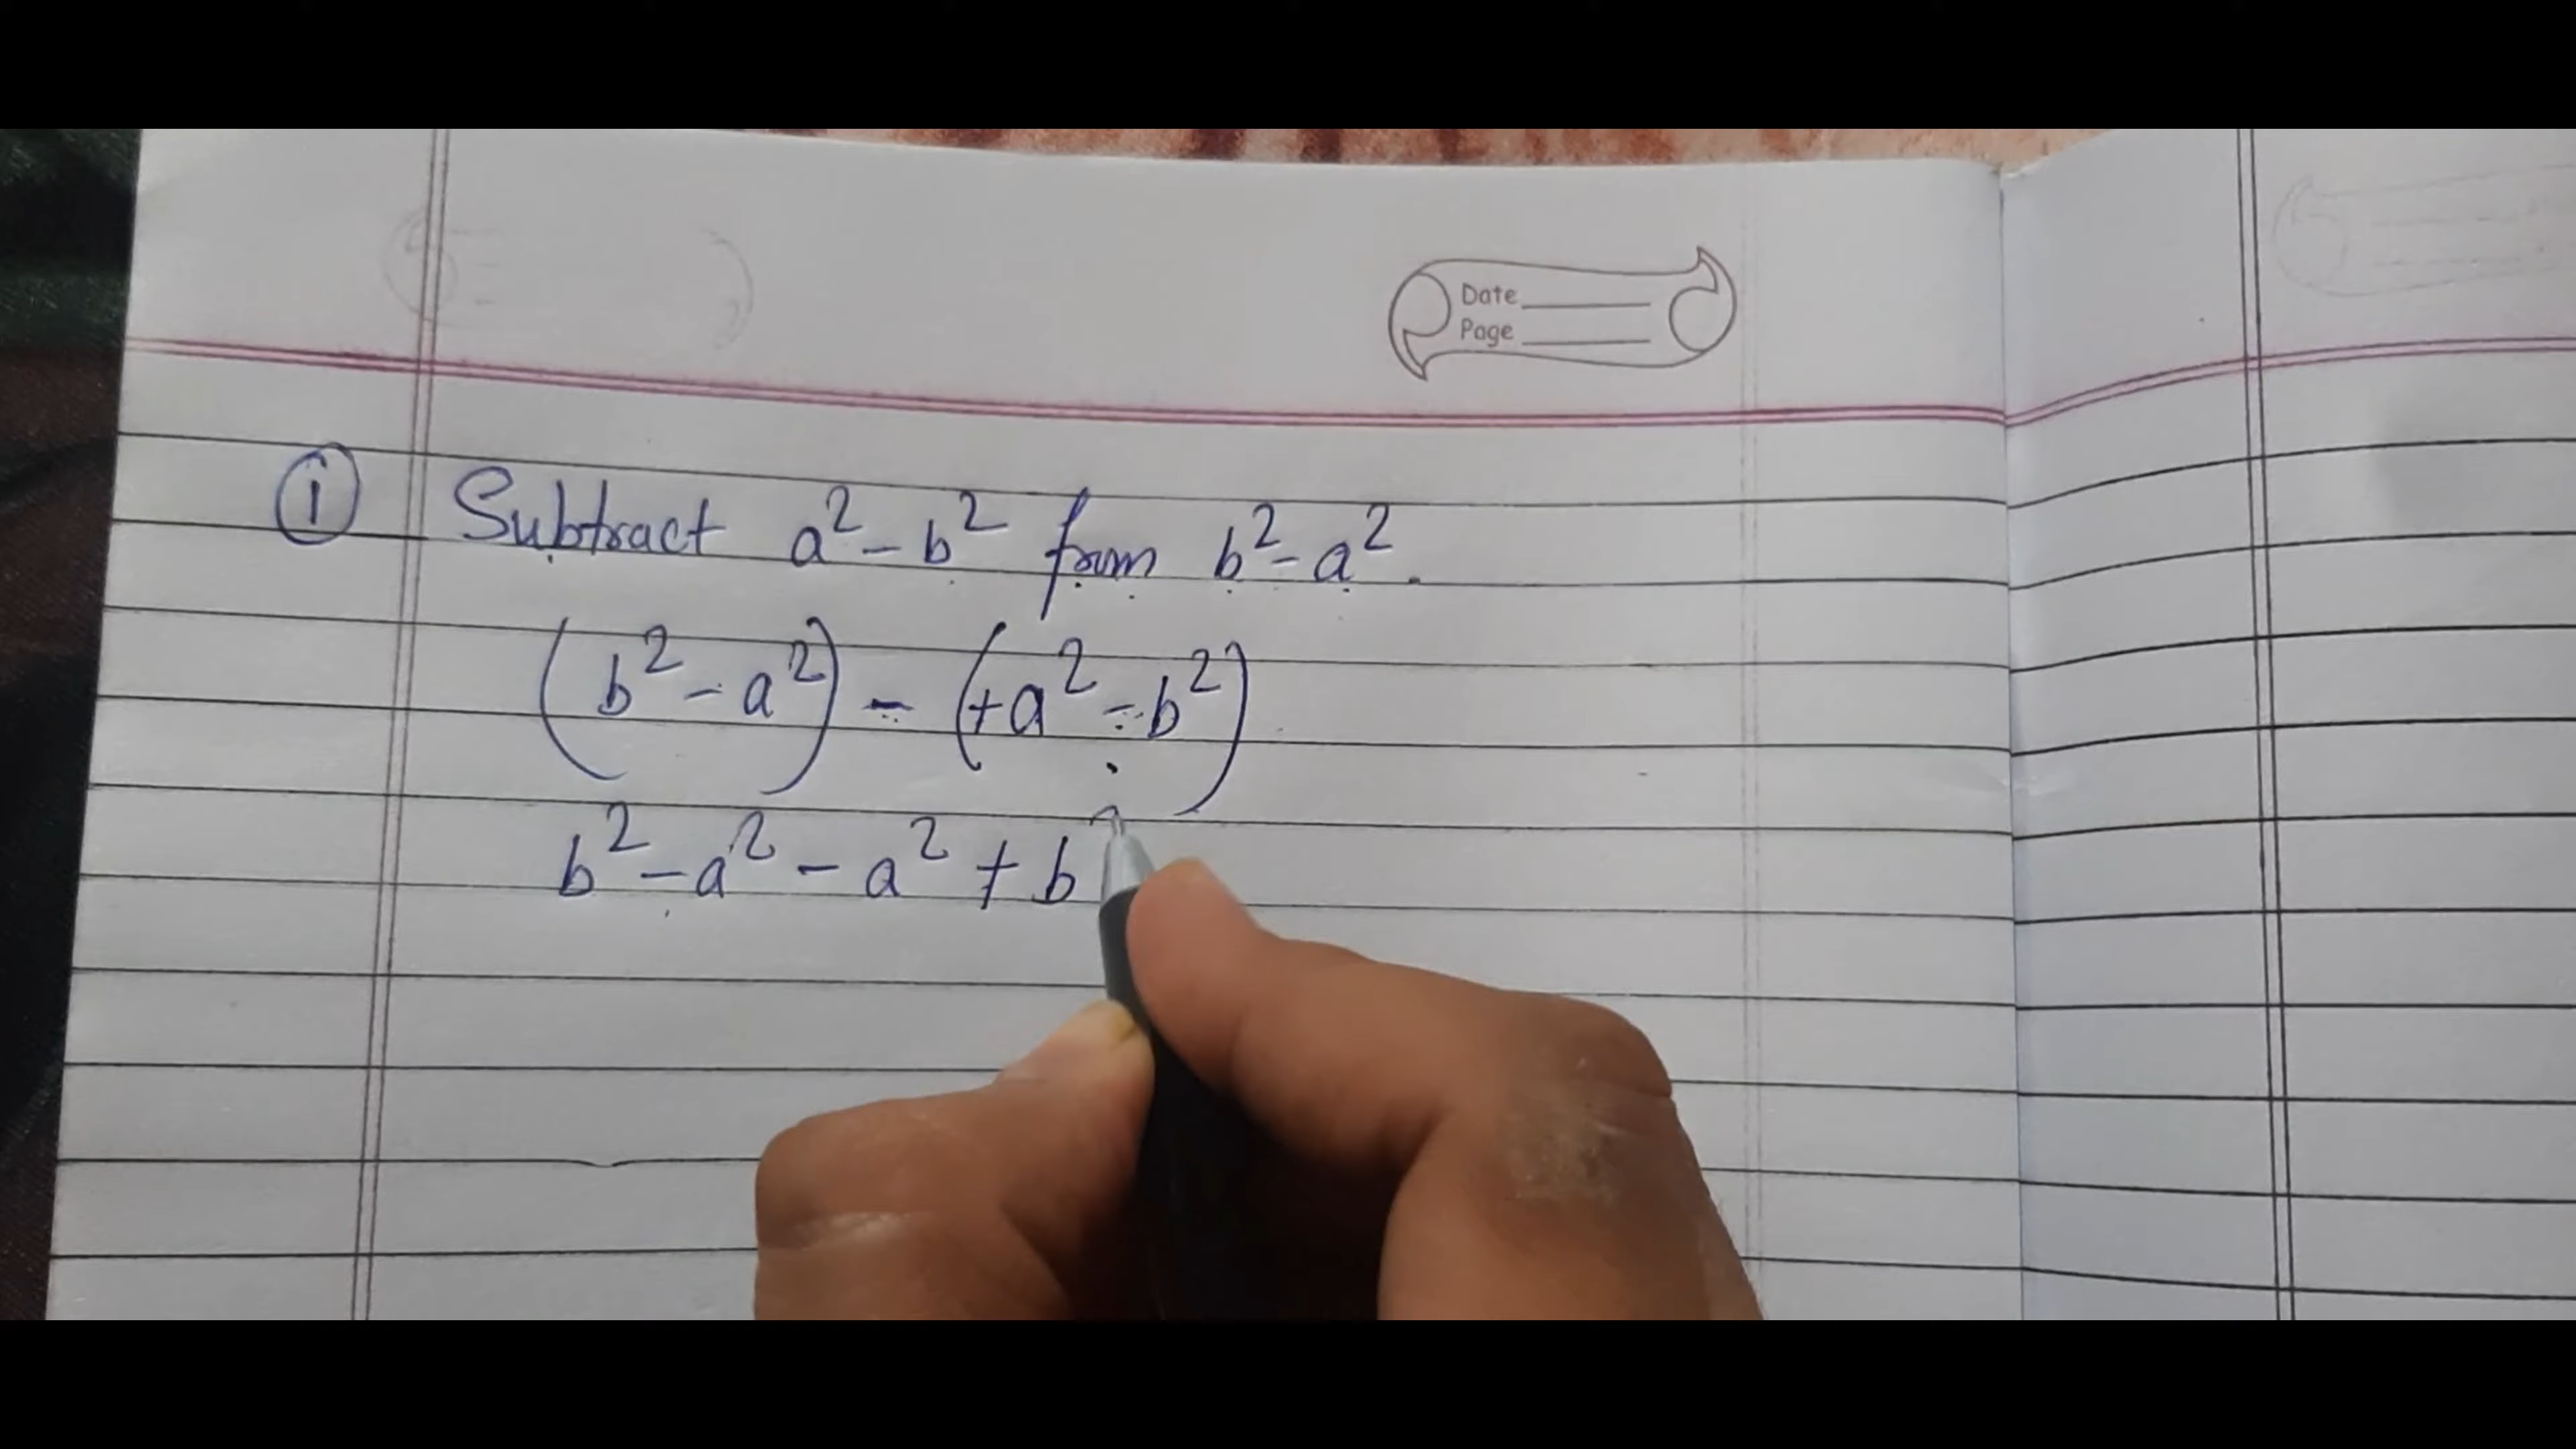 Date
Page
① Subtract a² - b² from b² - a².
(b² - a²) - (+a² - b²)
b² - a² - a² + b